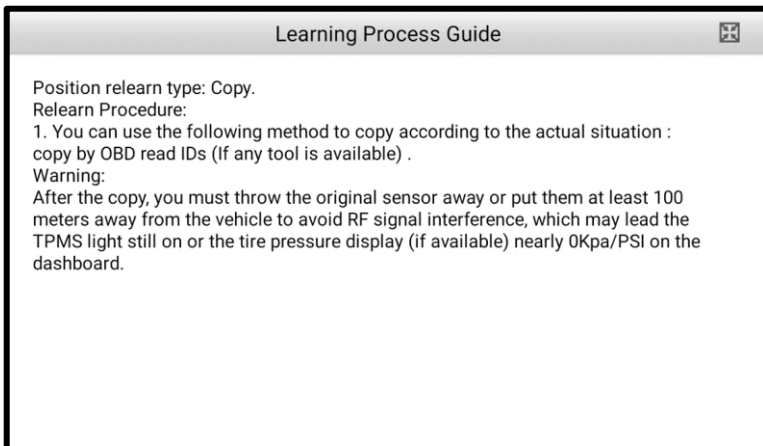 Learning Process Guide
Position relearn type: Copy.
Relearn Procedure:
1. You can use the following method to copy according to the actual situation :
copy by OBD read IDs (If any tool is available) .
Warning:
After the copy, you must throw the original sensor away or put them at least 100
meters away from the vehicle to avoid RF signal interference, which may lead the
TPMS light still on or the tire pressure display (if available) nearly 0Kpa/PSI on the
dashboard.